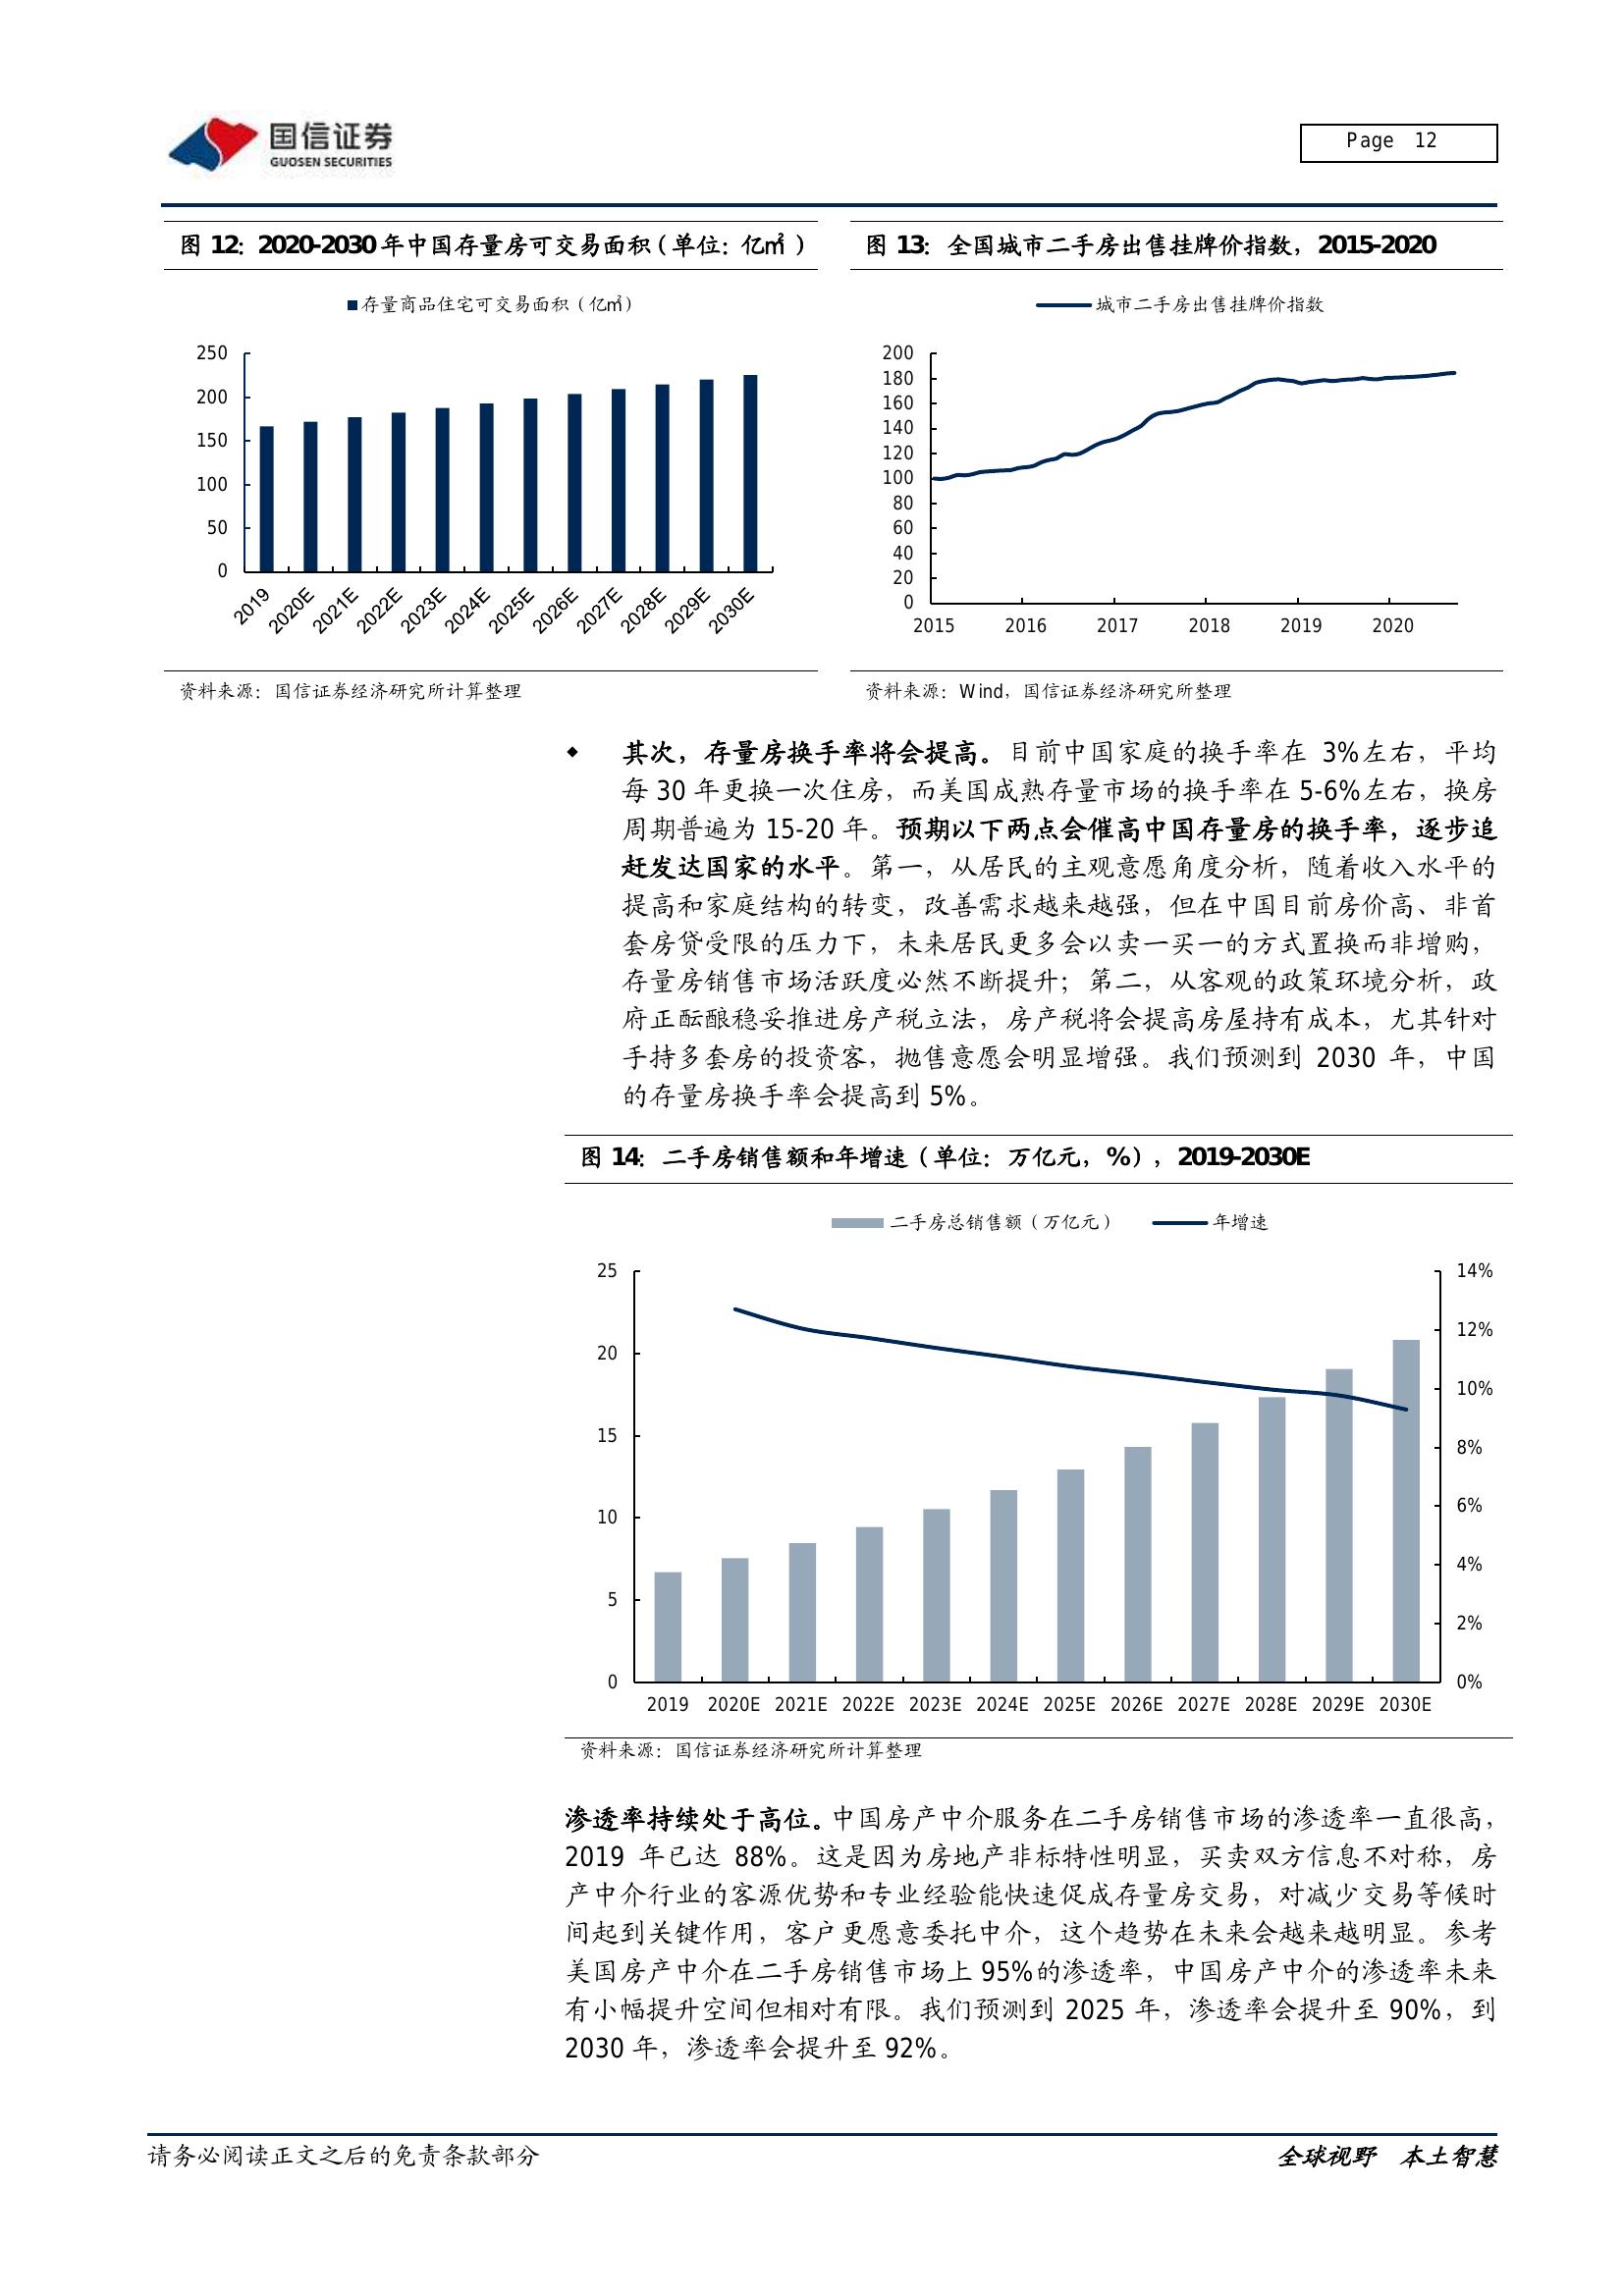 国信证券
GUOSEN SECURITIES
Page 12
图 12：2020-2030 年中国存量房可交易面积（单位：亿㎡）
存量商品住宅可交易面积（亿㎡）
250
200
150
100
50
0
2019 2020E 2021E 2022E 2023E 2024E 2025E 2026E 2027E 2028E 2029E 2030E
资料来源：国信证券经济研究所计算整理
图 13：全国城市二手房出售挂牌价指数，2015-2020
城市二手房出售挂牌价指数
200
180
160
140
120
100
80
60
40
20
0
2015 2016 2017 2018 2019 2020
资料来源：Wind，国信证券经济研究所整理
◆ 其次，存量房换手率将会提高。目前中国家庭的换手率在 3%左右，平均
每 30 年更换一次住房，而美国成熟存量市场的换手率在 5-6%左右，换房
周期普遍为 15-20 年。预期以下两点会催高中国存量房的换手率，逐步追
赶发达国家的水平。第一，从居民的主观意愿角度分析，随着收入水平的
提高和家庭结构的转变，改善需求越来越强，但在中国目前房价高、非首
套房贷受限的压力下，未来居民更多会以卖一买一的方式置换而非增购，
存量房销售市场活跃度必然不断提升；第二，从客观的政策环境分析，政
府正酝酿稳妥推进房产税立法，房产税将会提高房屋持有成本，尤其针对
手持多套房的投资客，抛售意愿会明显增强。我们预测到 2030 年，中国
的存量房换手率会提高到 5%。
图 14：二手房销售额和年增速（单位：万亿元，%），2019-2030E
二手房总销售额（万亿元） 年增速
25
20
15
10
5
0
14%
12%
10%
8%
6%
4%
2%
0%
2019 2020E 2021E 2022E 2023E 2024E 2025E 2026E 2027E 2028E 2029E 2030E
资料来源：国信证券经济研究所计算整理
渗透率持续处于高位。中国房产中介服务在二手房销售市场的渗透率一直很高，
2019 年已达 88%。这是因为房地产非标特性明显，买卖双方信息不对称，房
产中介行业的客源优势和专业经验能快速促成存量房交易，对减少交易等候时
间起到关键作用，客户更愿意委托中介，这个趋势在未来会越来越明显。参考
美国房产中介在二手房销售市场上 95%的渗透率，中国房产中介的渗透率未来
有小幅提升空间但相对有限。我们预测到 2025 年，渗透率会提升至 90%，到
2030 年，渗透率会提升至 92%。
请务必阅读正文之后的免责条款部分
全球视野 本土智慧